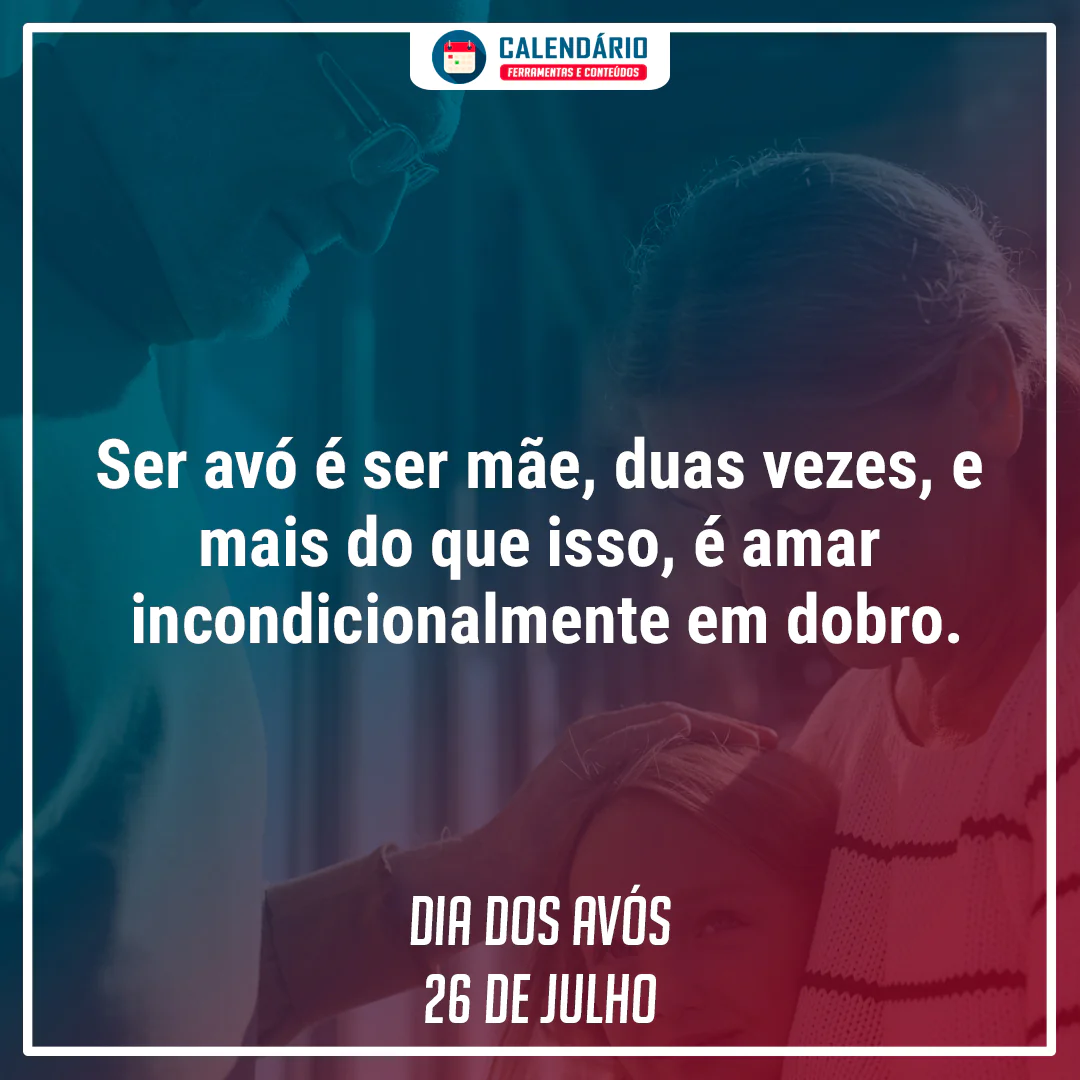 CALENDÁRIO
FERRAMENTAS E CONTEÚDOS
Ser avó é ser mãe, duas vezes, e
mais do que isso, é amar
incondicionalmente em dobro.
DIA DOS AVÓS
26 DE JULHO